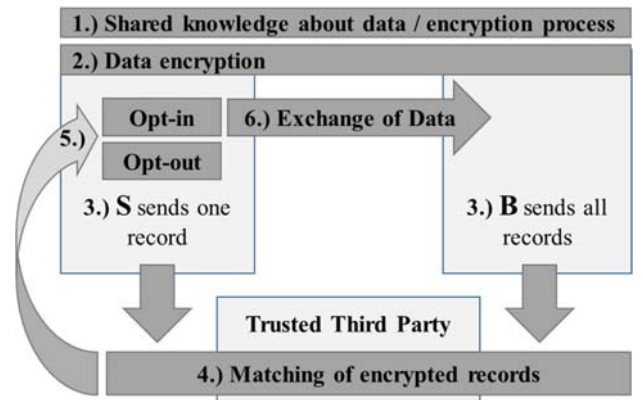 1.) Shared knowledge about data / encryption process
2.) Data encryption
Opt-in
6.) Exchange of Data
5.)
Opt-out
3.) S sends one
record
3.) B sends all
records
Trusted Third Party
4.) Matching of encrypted records